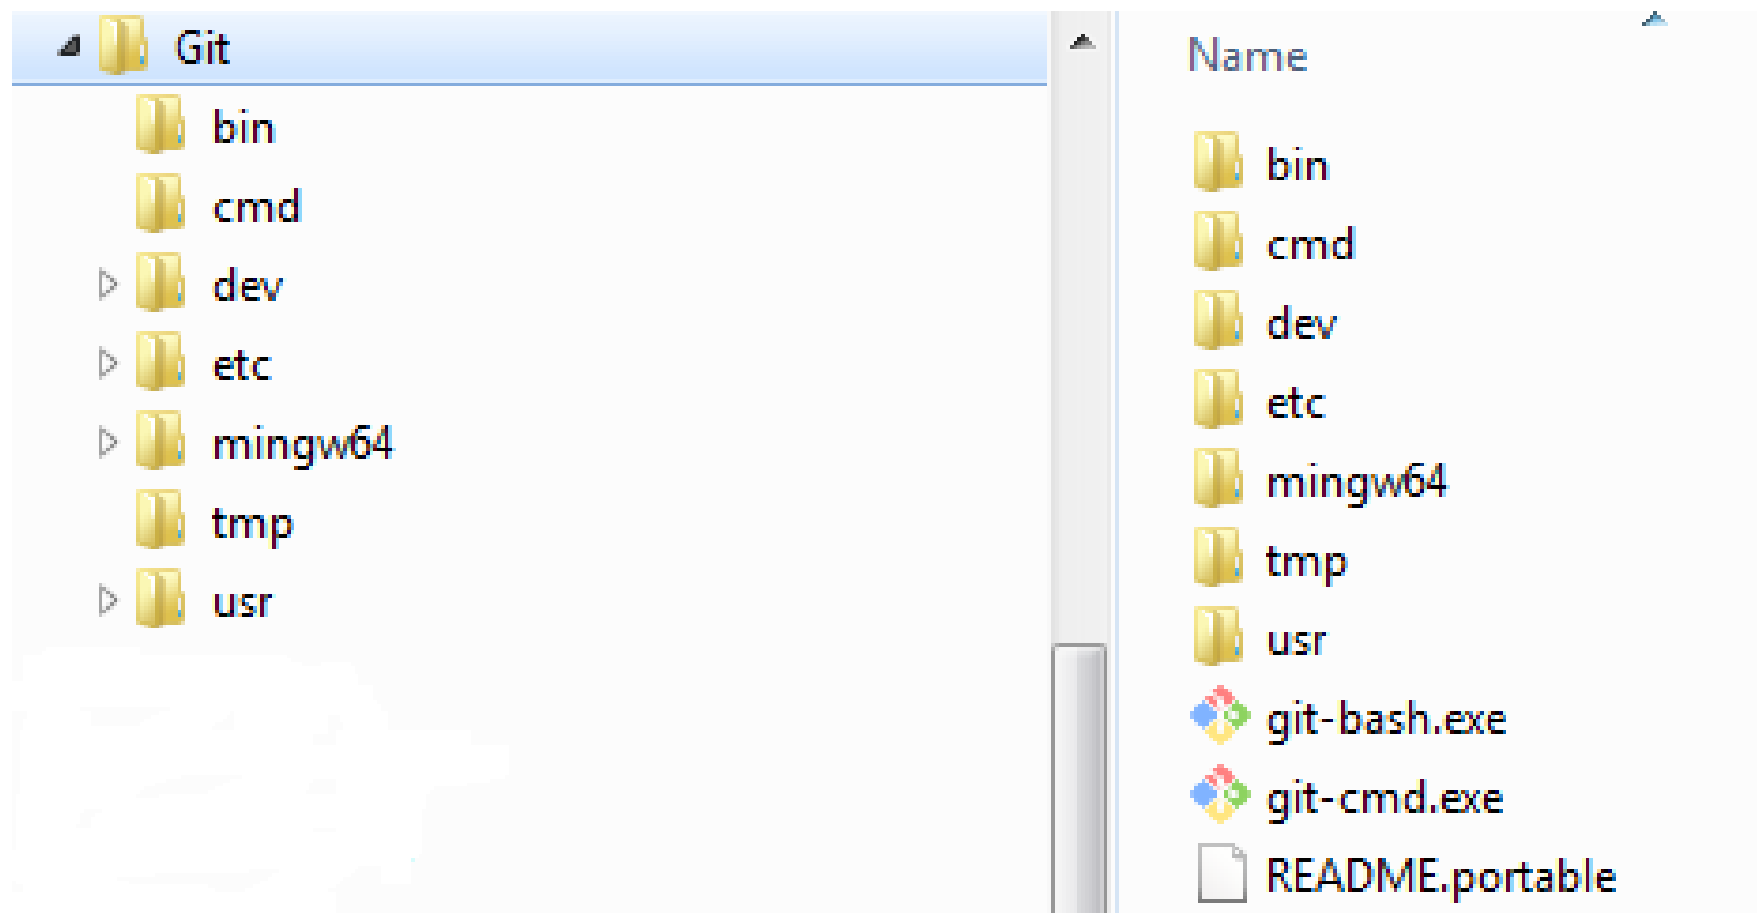 Git
bin
cmd
dev
etc
mingw64
tmp
usr
Name
bin
cmd
dev
etc
mingw64
tmp
usr
git-bash.exe
git-cmd.exe
README.portable